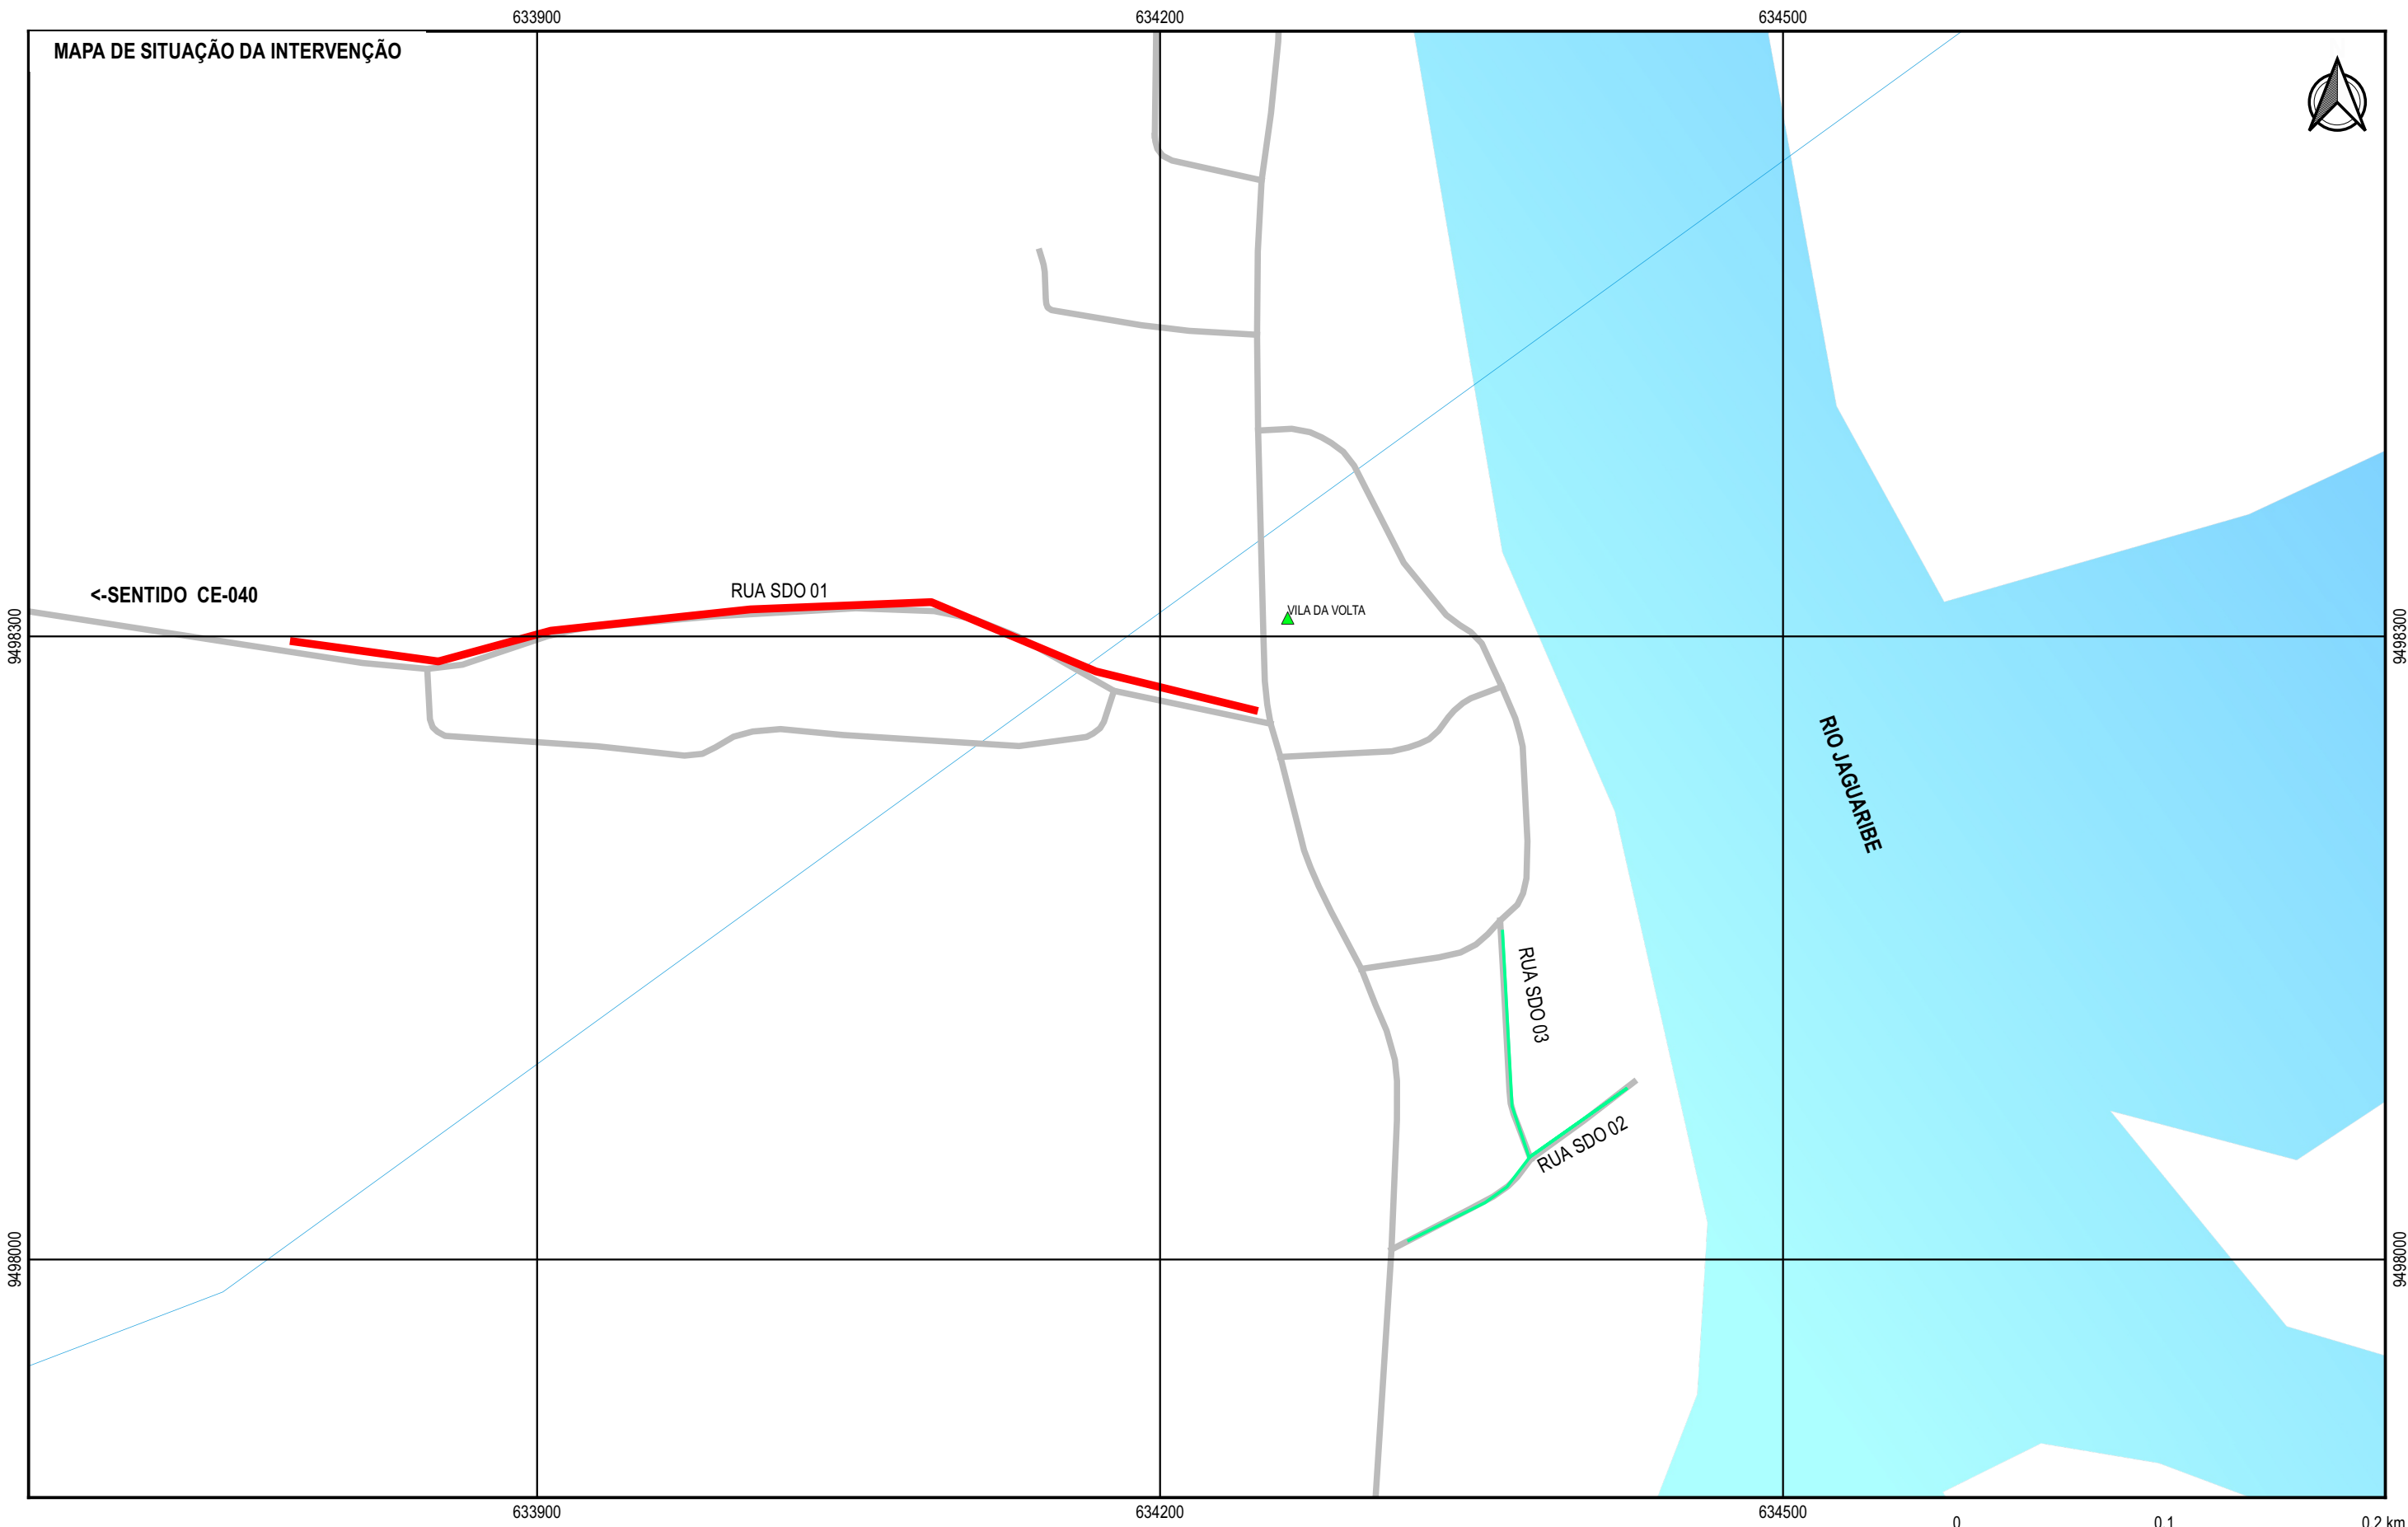 633900
634200
634500
MAPA DE SITUAÇÃO DA INTERVENÇÃO
<-SENTIDO CE-040
RUA SDO 01
VILA DA VOLTA
9498300
9498300
RIO JAGUARIBE
RUA SDO 03
RUA SDO 02
9498000
9498000
633900
634200
634500
0
0.1
0.2 km